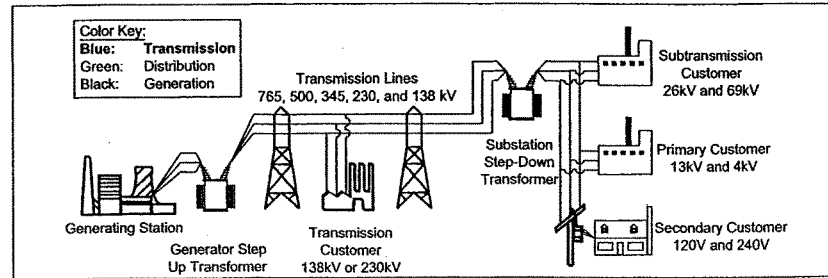 Color Key:
Blue: Transmission
Green: Distribution
Black: Generation
Transmission Lines
765, 500, 345, 230, and 138 kV
Subtransmission
Customer
26kV and 69kV
Substation
Step-Down
Transformer
Primary Customer
13kV and 4kV
Generating Station
Generator Step
Up Transformer
Transmission
Customer
138kV or 230kV
Secondary Customer
120V and 240V